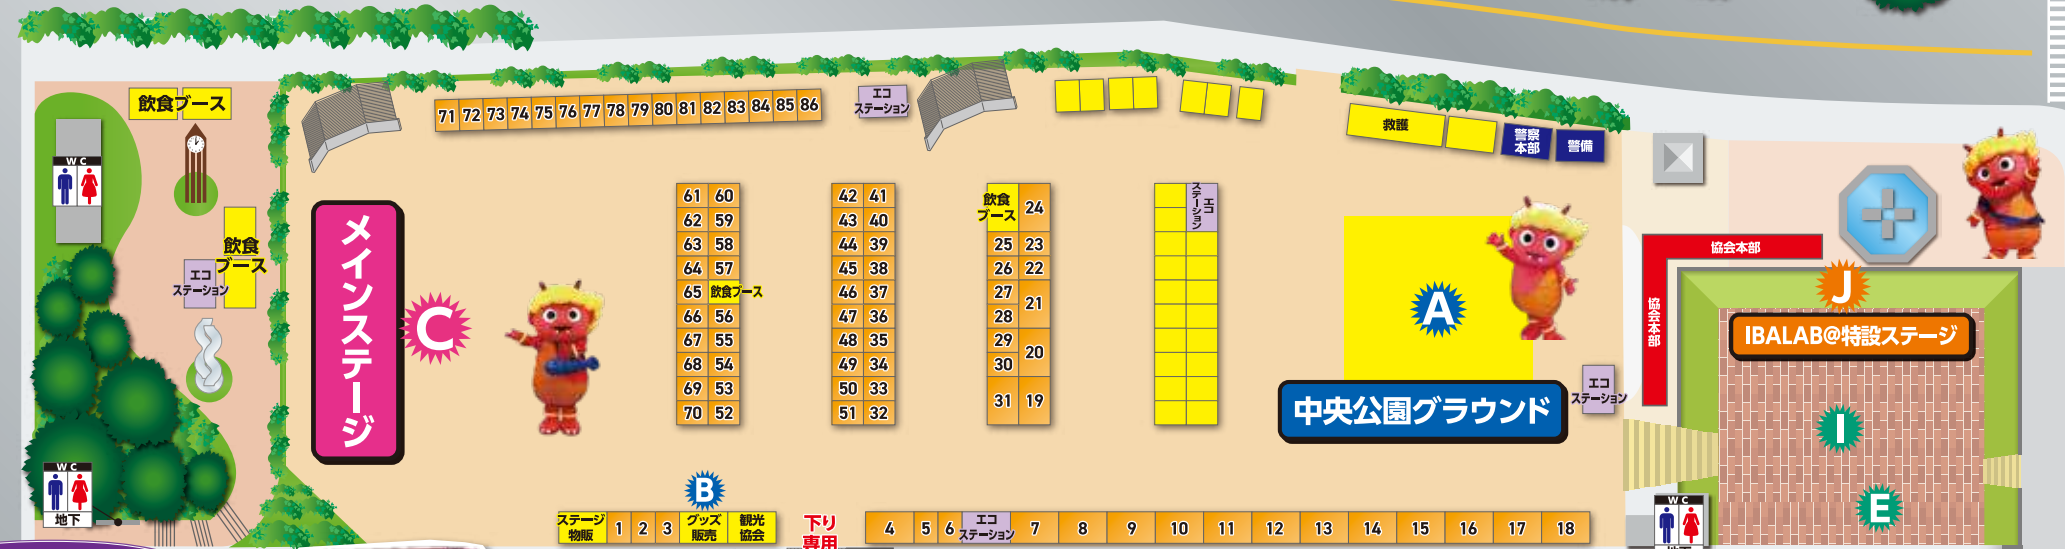 飲食ブース
WC
飲食
ブース
エコ
ステーション
WC
地下
メインステージ
C
71 72 73 74 75 76 77 78 79 80 81 82 83 84 85 86
エコ
ステーション
救護
警察
本部
警備
61 60
62 59
63 58
64 57
65 飲食ブース
66 56
67 55
68 54
69 53
70 52
42 41
43 40
44 39
45 38
46 37
47 36
48 35
49 34
50 33
51 32
飲食
ブース
24
25 23
26 22
27
21
28
29
20
30
31 19
エコ
ステーション
A
中央公園グラウンド
エコ
ステーション
協会本部
協会本部
J
IBALAB@特設ステージ
I
E
WC
B
ステージ
物販
1 2 3
グッズ
販売
観光
協会
下り
専用
4 5 6
エコ
ステーション
7 8 9 10 11 12 13 14 15 16 17 18